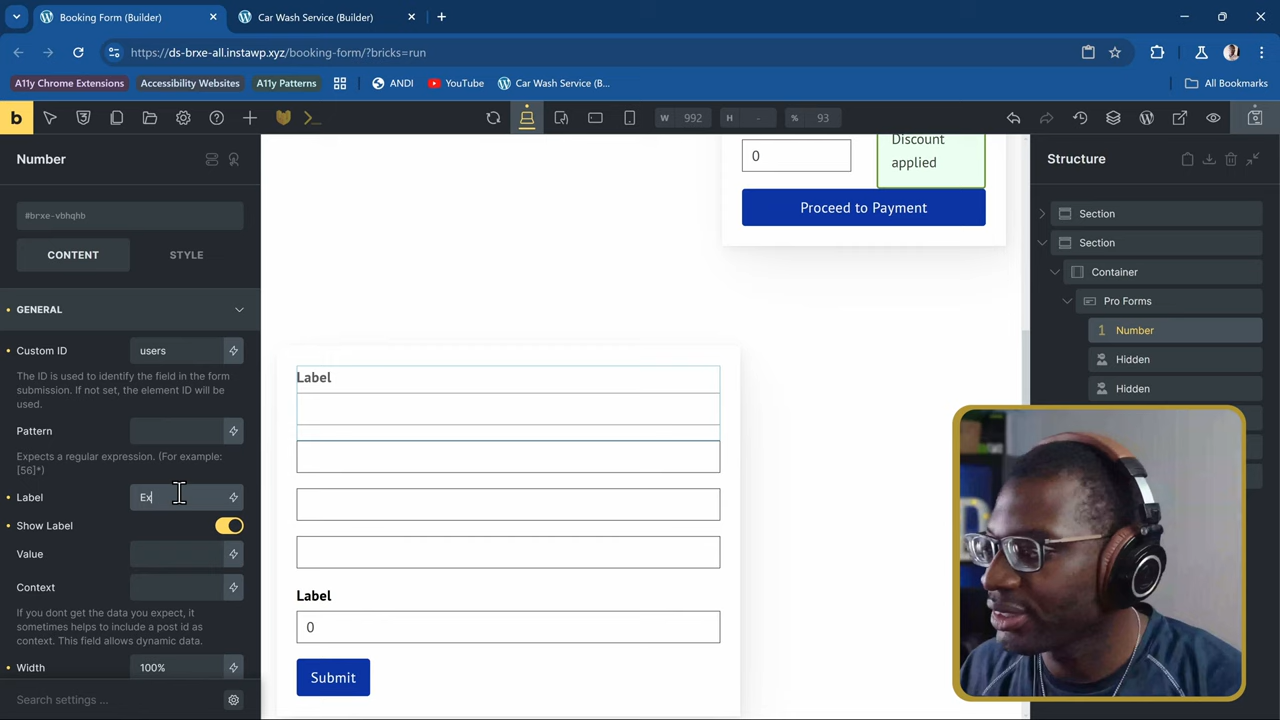 Booking Form (Builder)
Car Wash Service (Builder)
https://ds-brxe-all.instawp.xyz/booking-form/?bricks=run
A11y Chrome Extensions
Accessibility Websites
A11y Patterns
ANDI
YouTube
Car Wash Service (B...
All Bookmarks
b
W 992
H -
% 93
Number
#brxe-vbhqhb
CONTENT
STYLE
GENERAL
Custom ID
users
The ID is used to identify the field in the form
submission. If not set, the element ID will be
used.
Pattern
Expects a regular expression. (For example:
[56]*)
Label
Ex
Show Label
Value
Context
If you dont get the data you expect, it
sometimes helps to include a post id as
context. This field allows dynamic data.
Width
100%
Search settings ...
0
Discount
applied
Proceed to Payment
Label
Label
0
Submit
Structure
Section
Section
Container
Pro Forms
1 Number
Hidden
Hidden